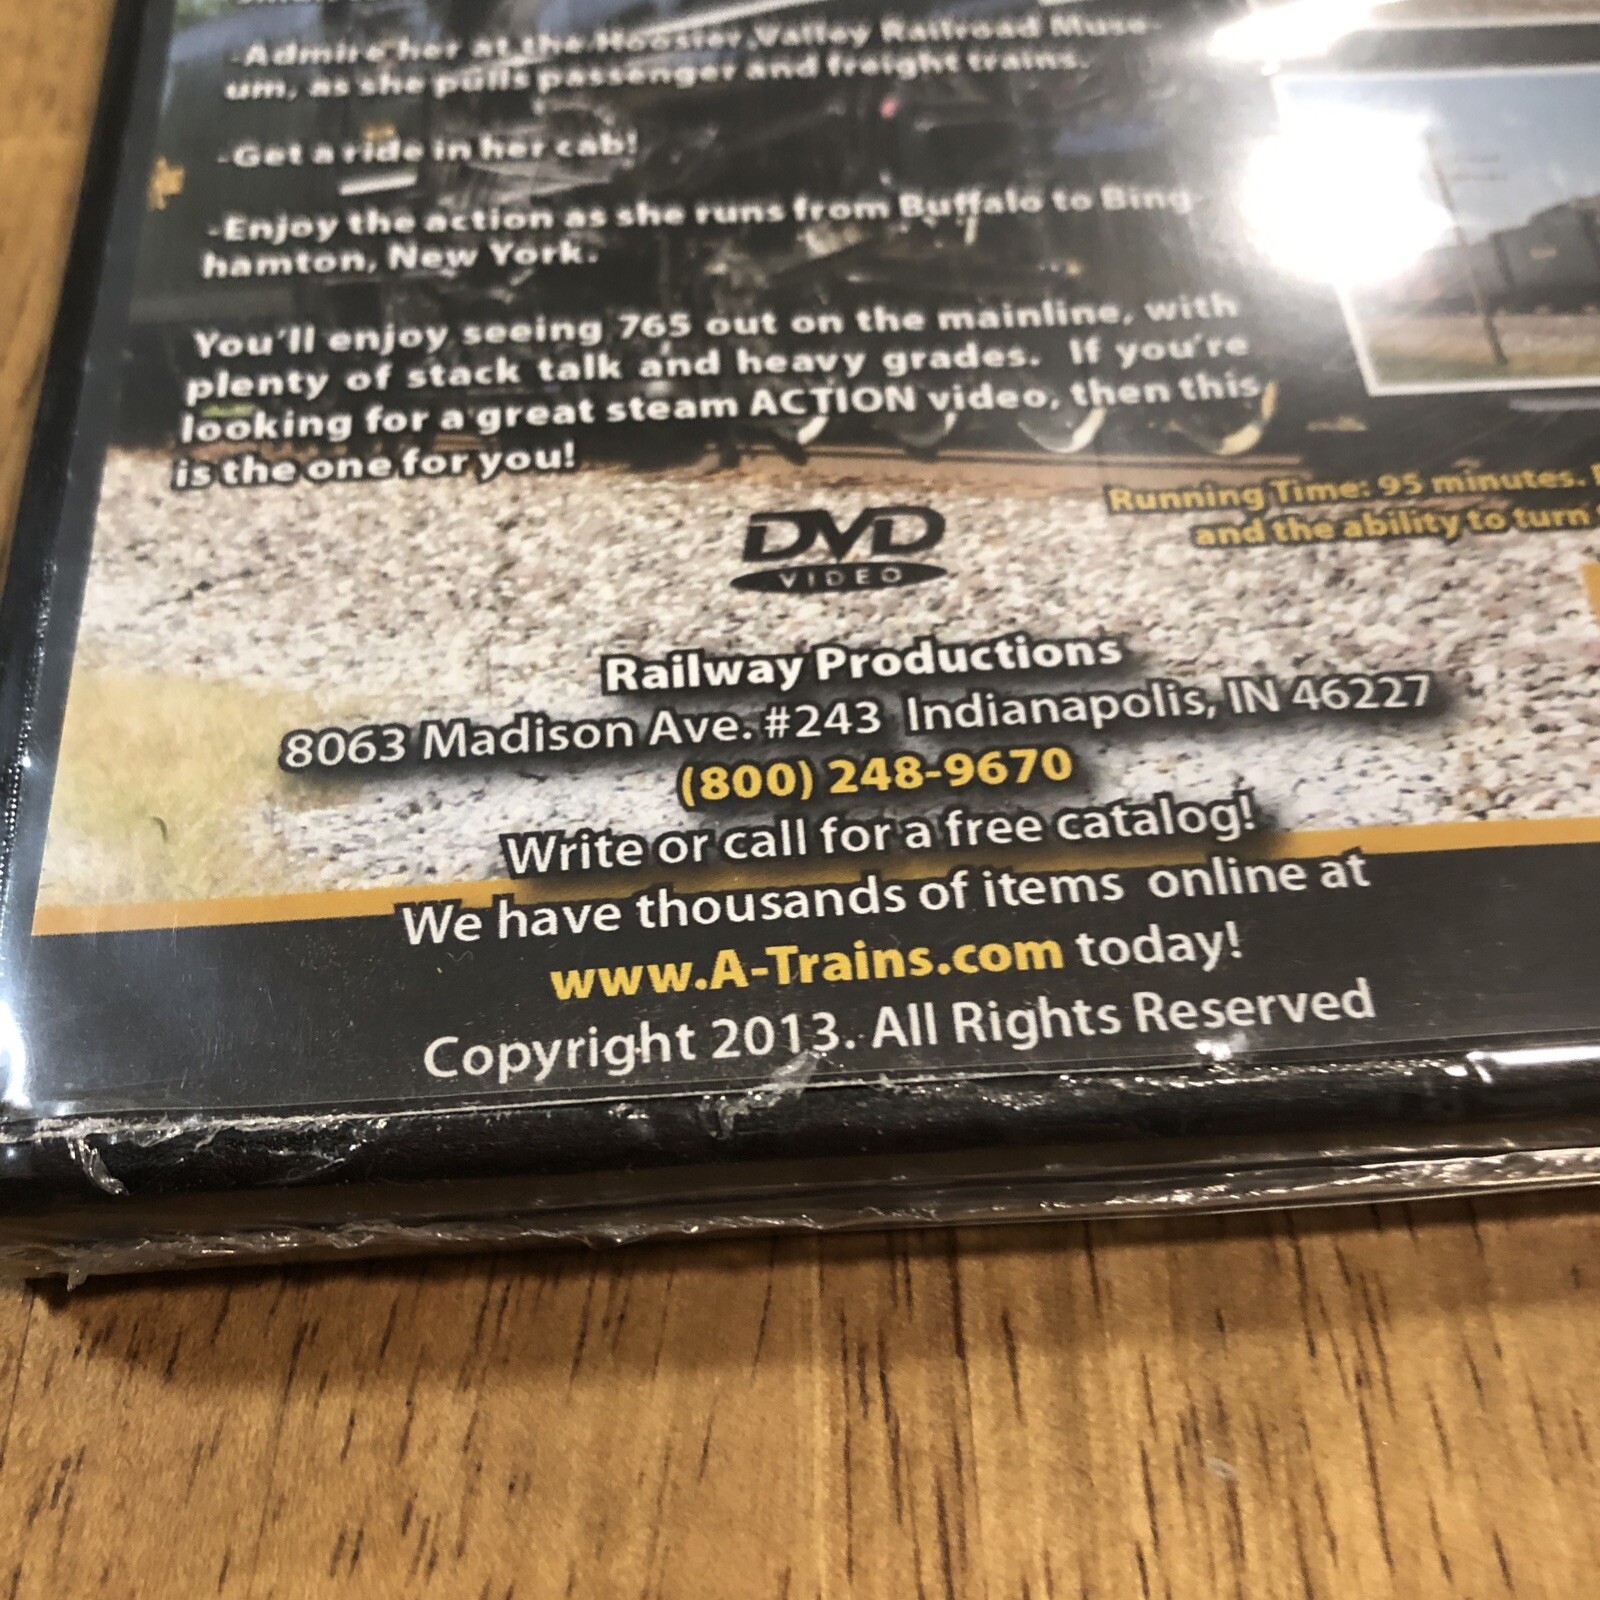 -Admire her at the Hoosier Valley Railroad Muse-
um, as she pulls passenger and freight trains.
-Get a ride in her cab!
-Enjoy the action as she runs from Buffalo to Bing-
hamton, New York.
You'll enjoy seeing 765 out on the mainline, with
plenty of stack talk and heavy grades. If you're
looking for a great steam ACTION video, then this
is the one for you!
Running Time: 95 minutes.
and the ability to turn
DVD
VIDEO
Railway Productions
8063 Madison Ave. #243 Indianapolis, IN 46227
(800) 248-9670
Write or call for a free catalog!
We have thousands of items online at
www.A-Trains.com today!
Copyright 2013. All Rights Reserved